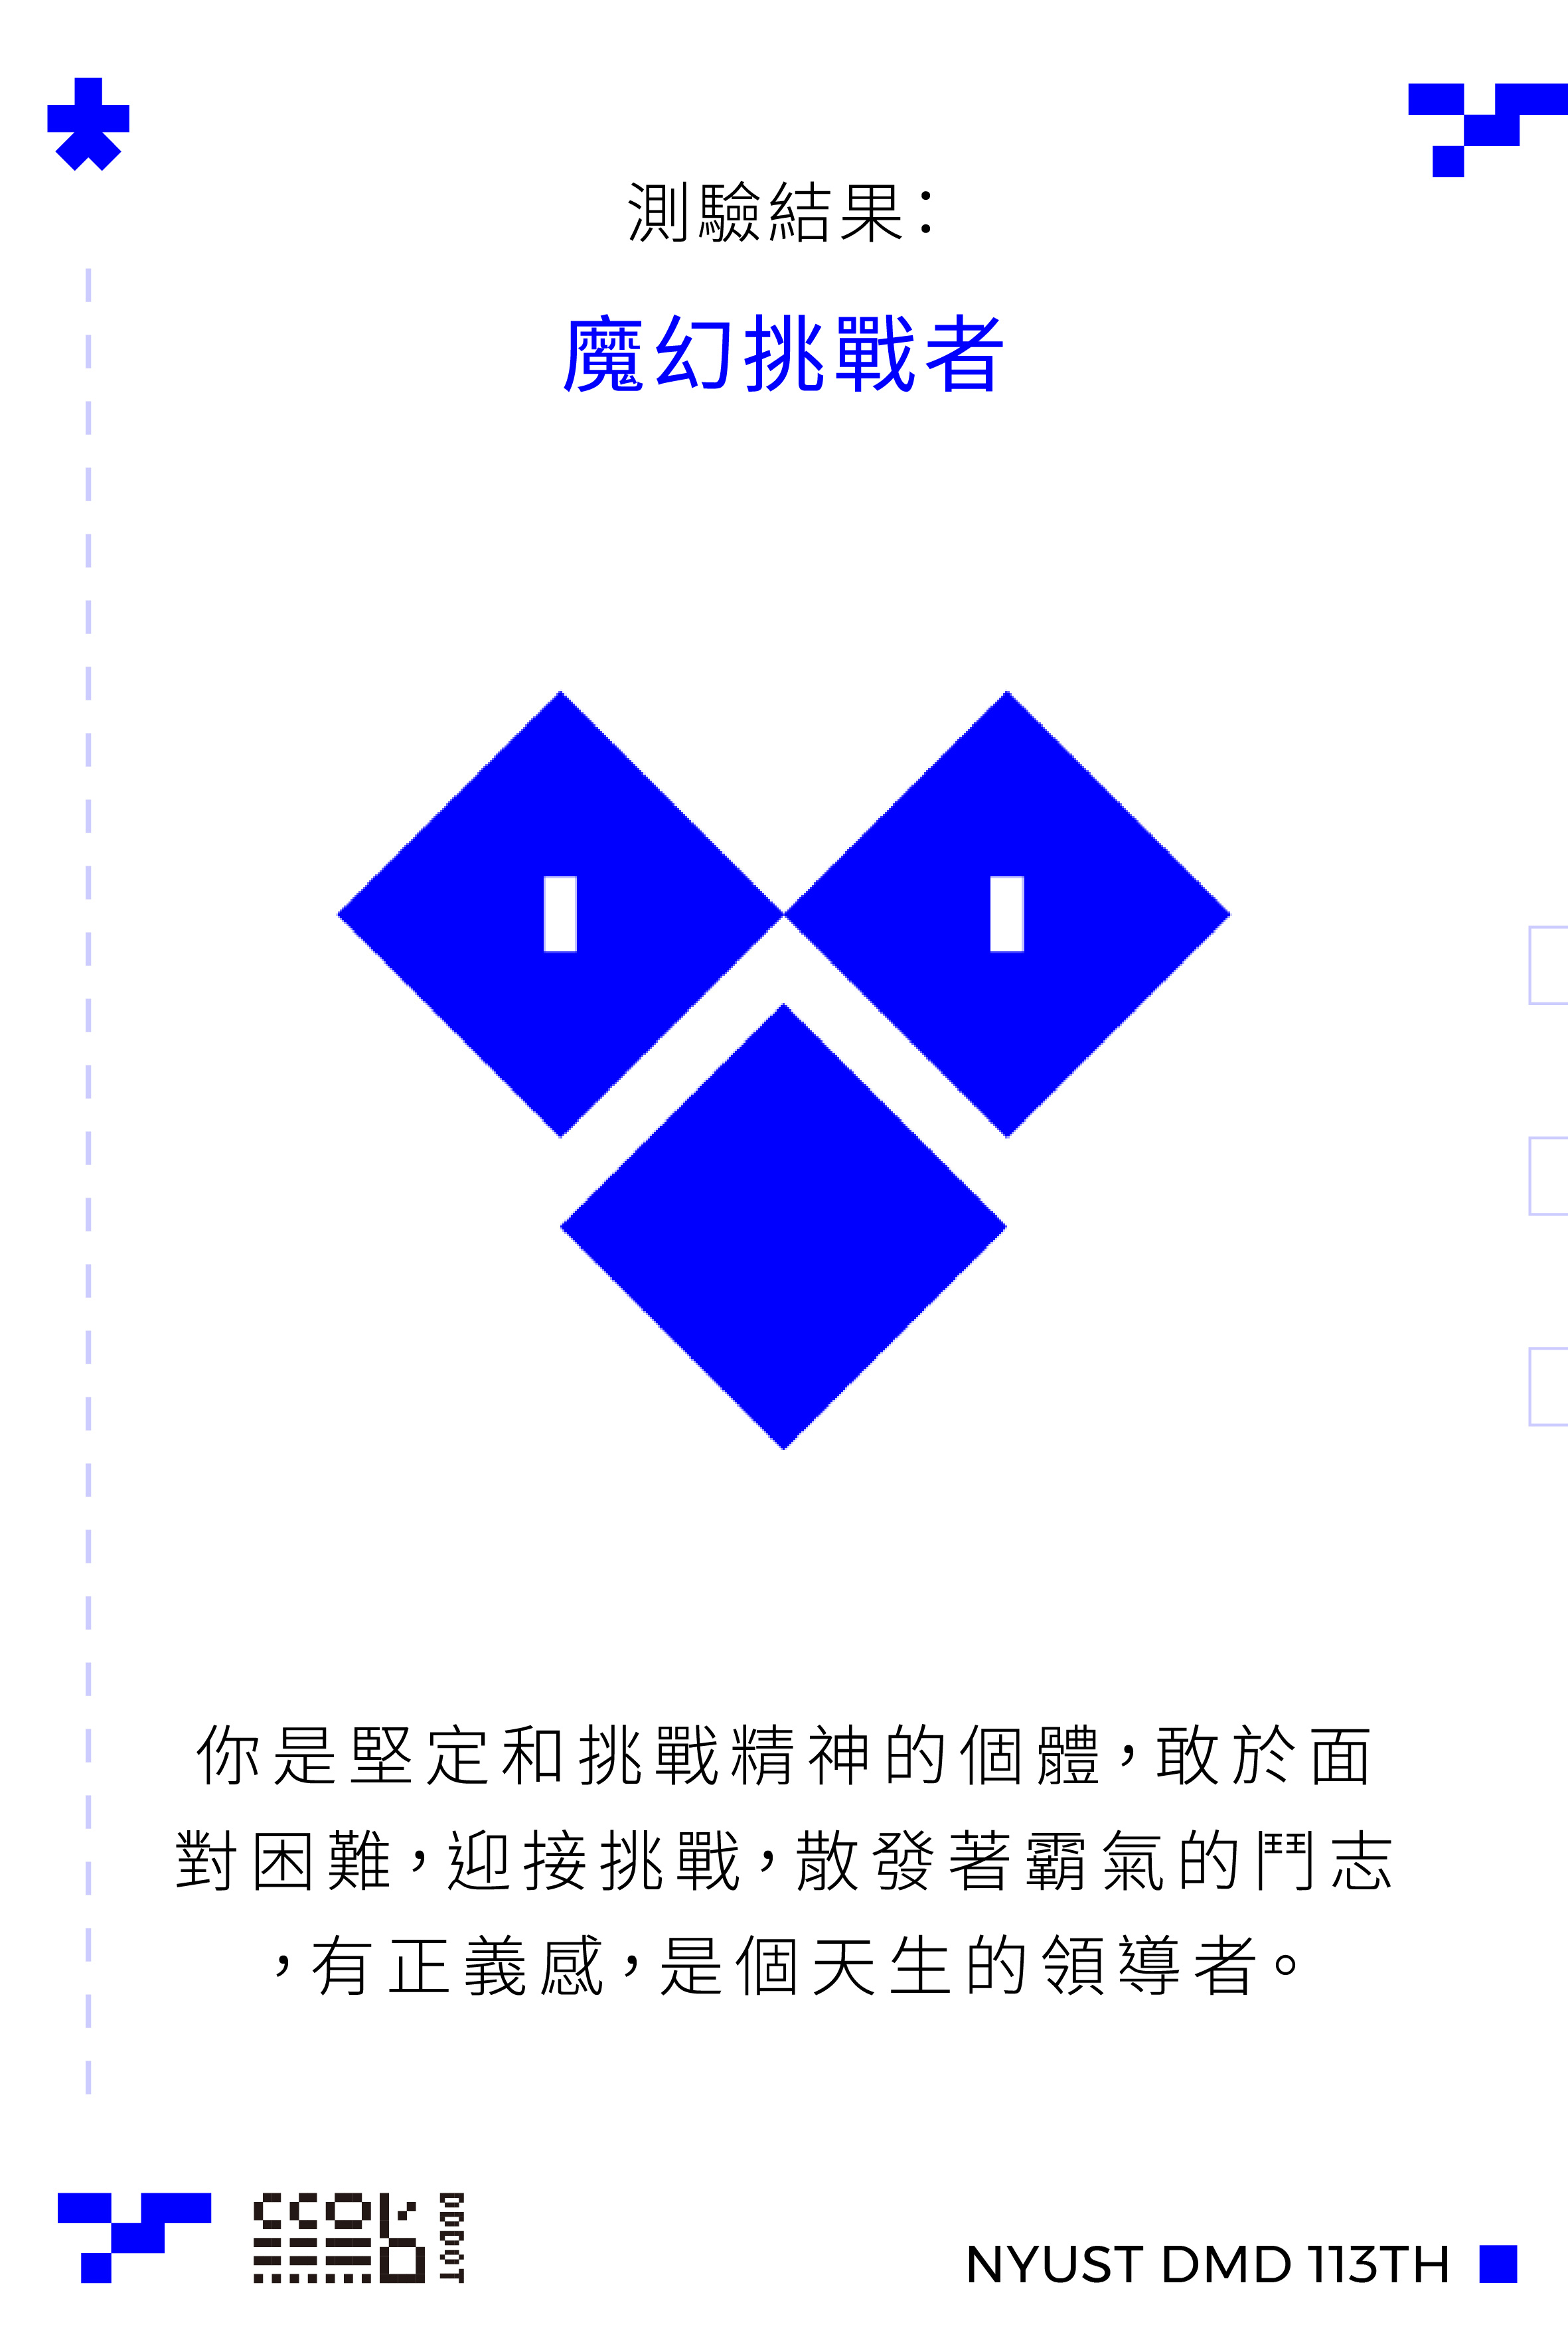 測驗結果：
魔幻挑戰者
你是堅定和挑戰精神的個體，敢於面
對困難，迎接挑戰，散發著霸氣的鬥志
，有正義感，是個天生的領導者。
NYUST DMD 113TH